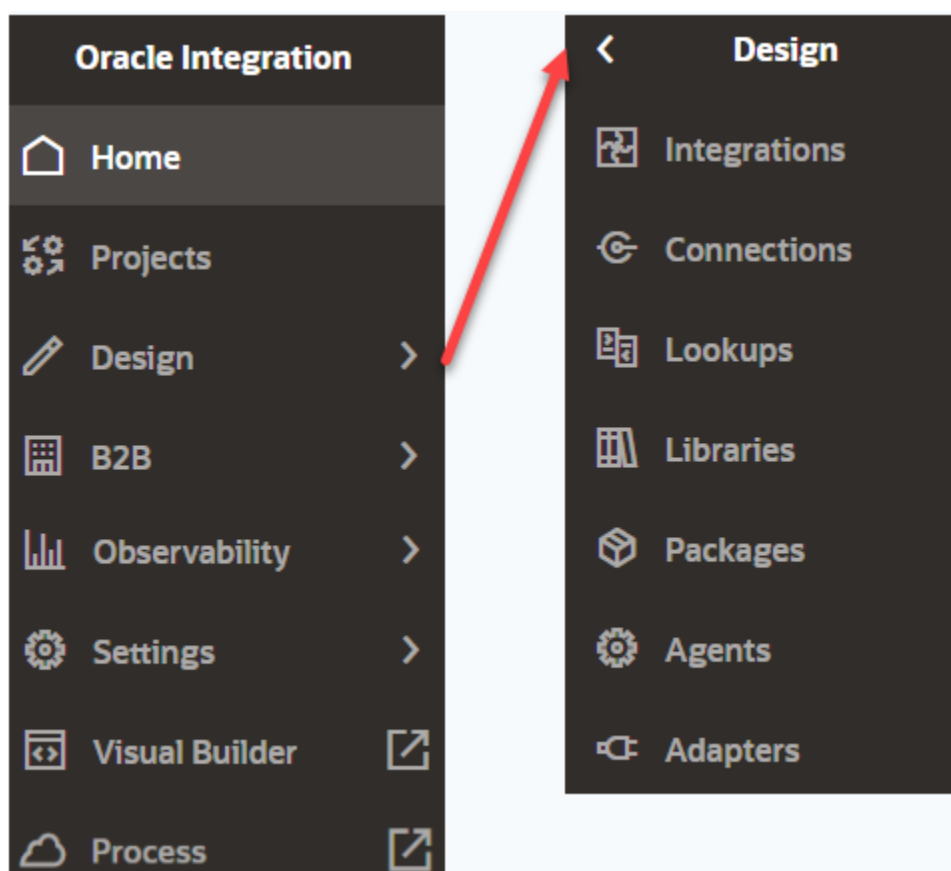 Oracle Integration
Home
Projects
Design
B2B
Observability
Settings
Visual Builder
Process
Design
Integrations
Connections
Lookups
Libraries
Packages
Agents
Adapters